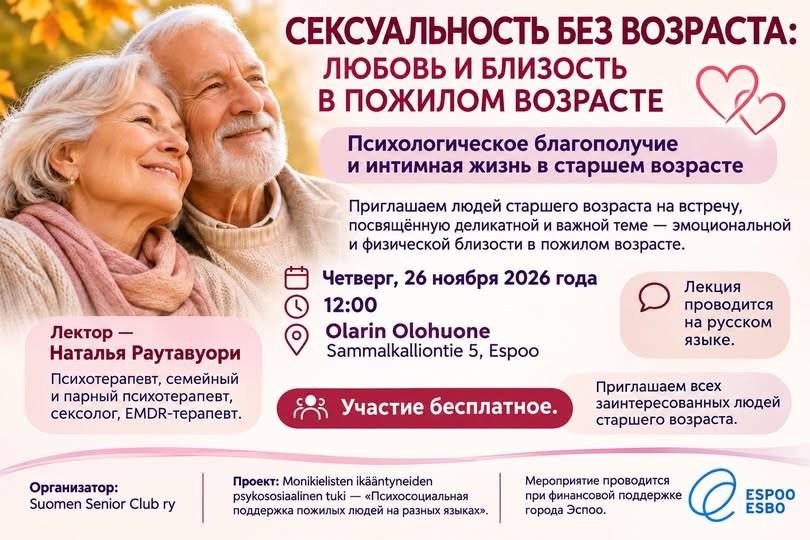 СЕКСУАЛЬНОСТЬ БЕЗ ВОЗРАСТА:
ЛЮБОВЬ И БЛИЗОСТЬ
В ПОЖИЛОМ ВОЗРАСТЕ
Психологическое благополучие
и интимная жизнь в старшем возрасте
Приглашаем людей старшего возраста на встречу,
посвящённую деликатной и важной теме — эмоциональной
и физической близости в пожилом возрасте.
Четверг, 26 ноября 2026 года
12:00
Olarin Olohuone
Sammalkalliontie 5, Espoo
Лекция
проводится
на русском
языке.
Лектор —
Наталья Раутавуори
Психотерапевт, семейный
и парный психотерапевт,
сексолог, EMDR-терапевт.
Участие бесплатное.
Приглашаем всех
заинтересованных людей
старшего возраста.
Организатор:
Suomen Senior Club ry
Проект: Monikielisten ikääntyneiden
psykososiaalinen tuki — «Психосоциальная
поддержка пожилых людей на разных языках».
Мероприятие проводится
при финансовой поддержке
города Эспоо.
ESPOO
ESBO